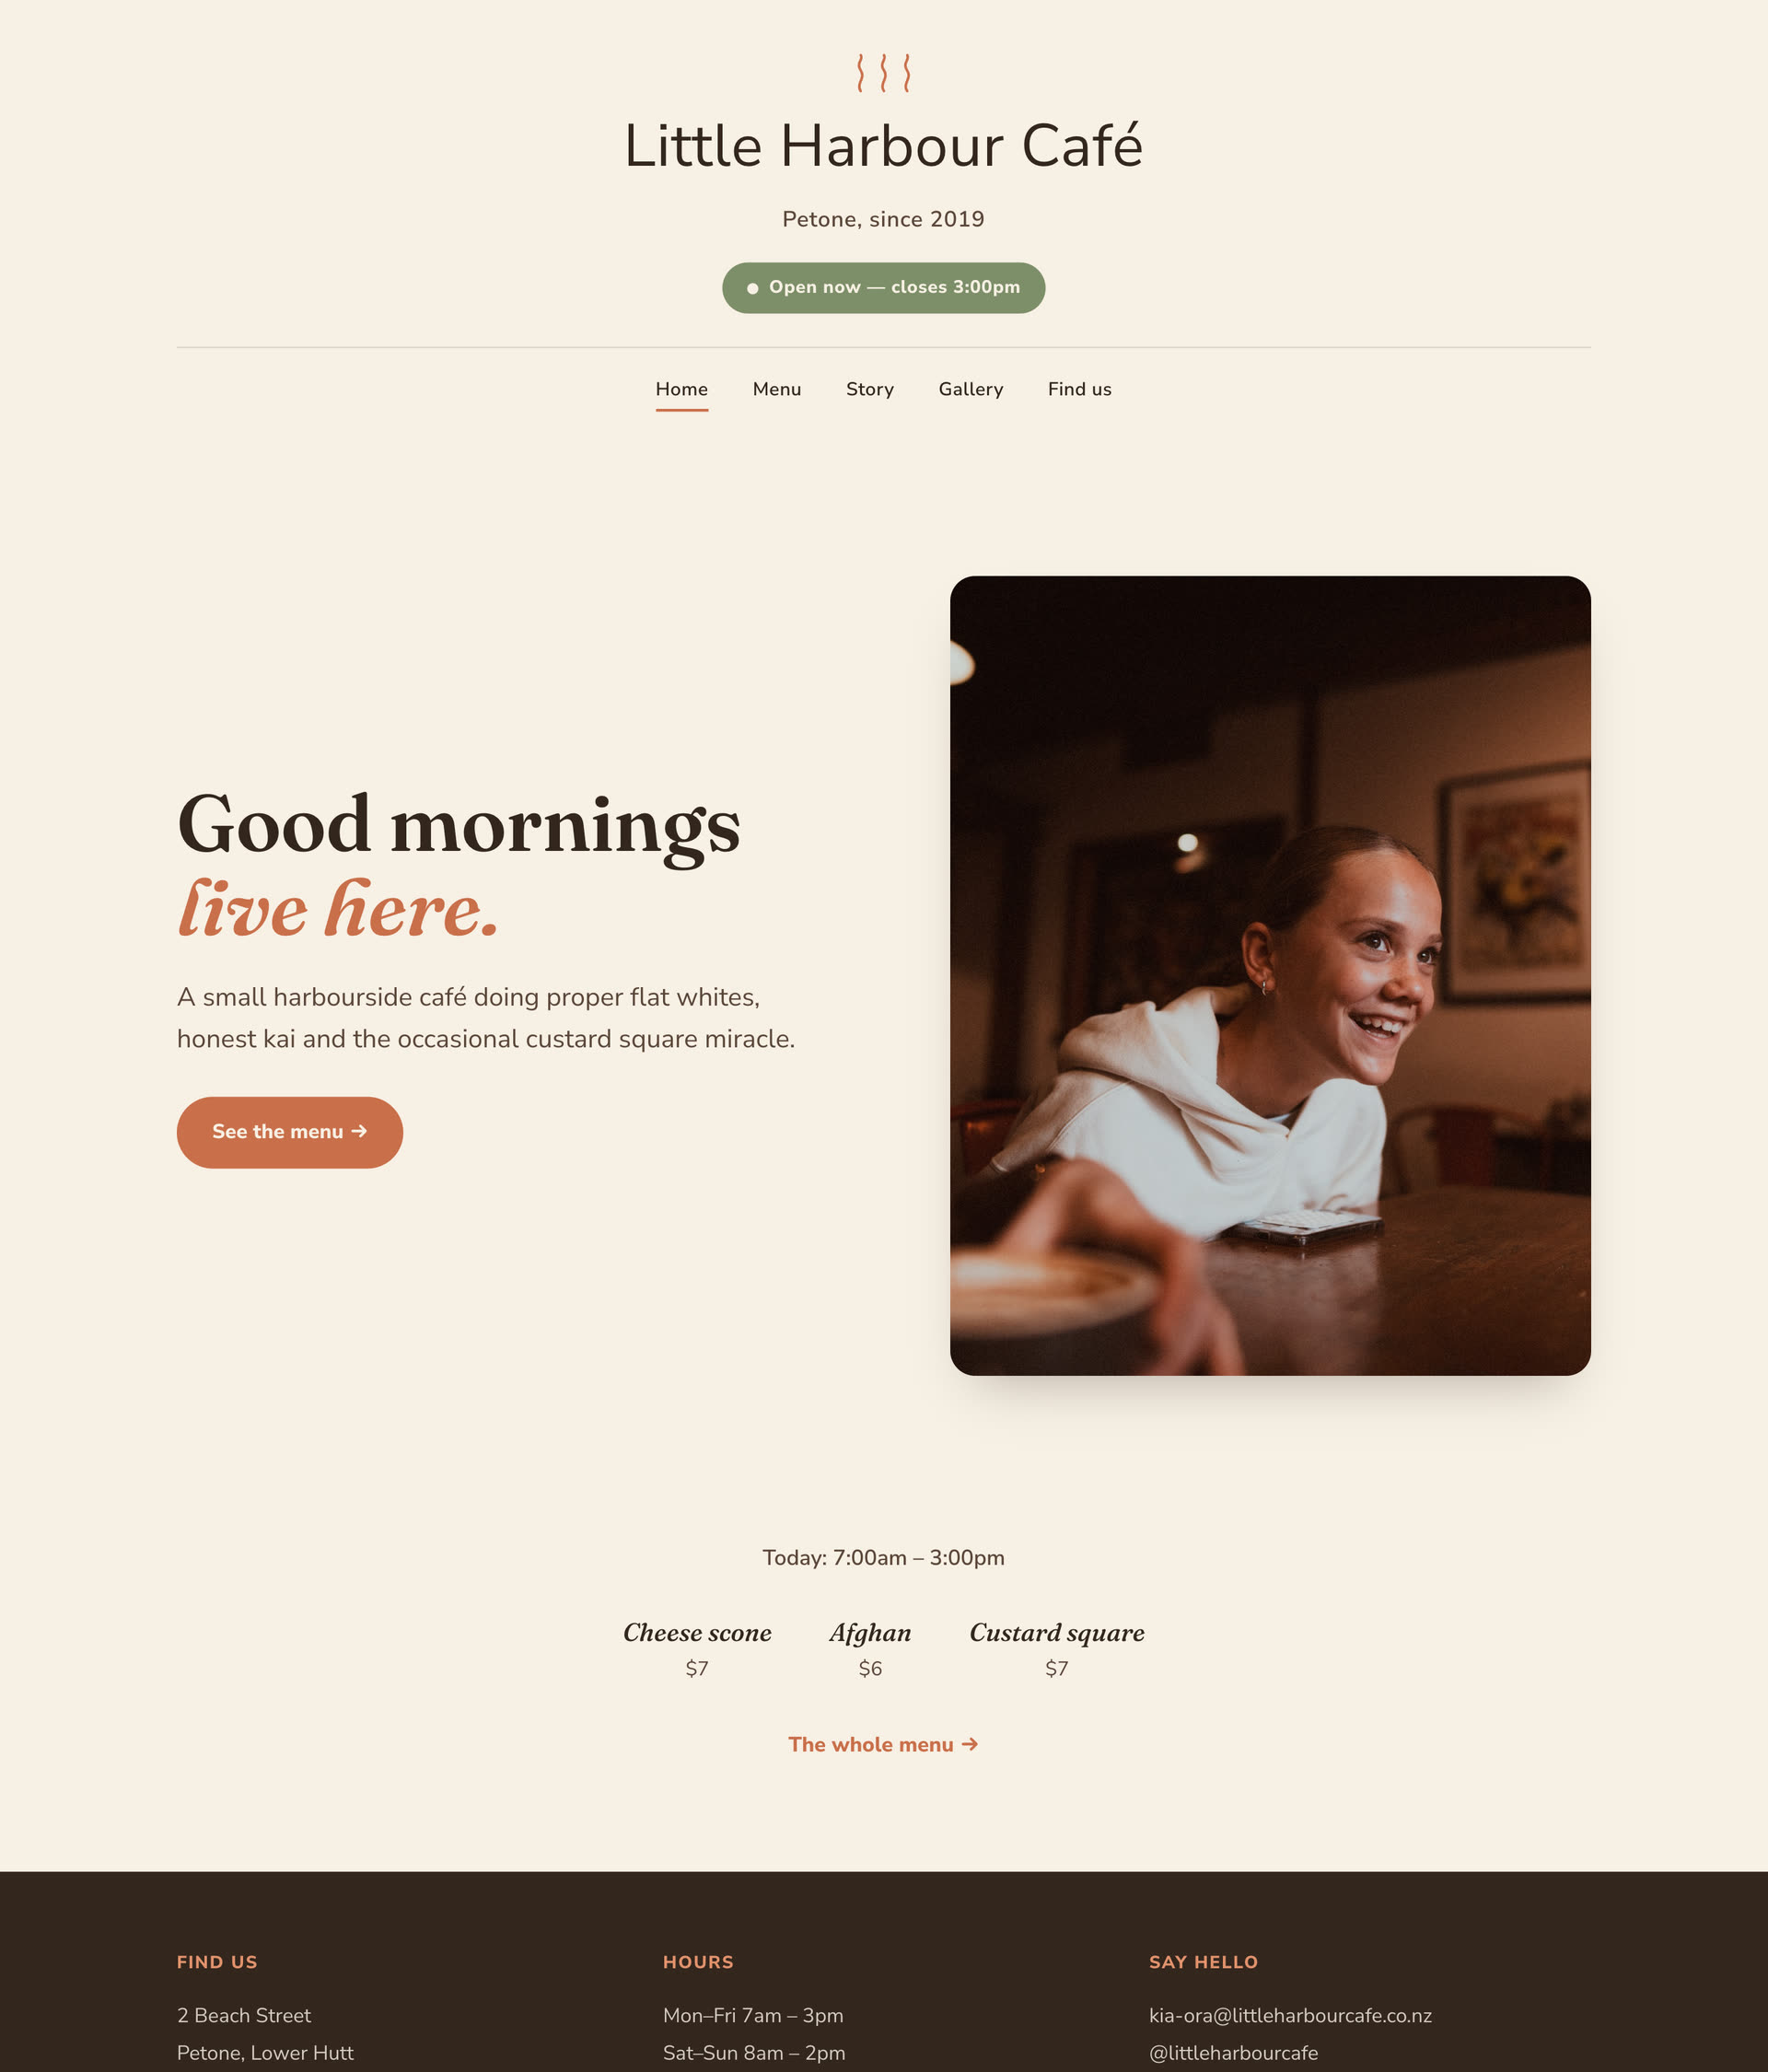 Little Harbour Café
Petone, since 2019
Open now — closes 3:00pm
Home Menu Story Gallery Find us
Good mornings
live here.
A small harbourside café doing proper flat whites,
honest kai and the occasional custard square miracle.
See the menu →
Today: 7:00am – 3:00pm
Cheese scone Afghan Custard square
$7 $6 $7
The whole menu →
FIND US
2 Beach Street
Petone, Lower Hutt
HOURS
Mon–Fri 7am – 3pm
Sat–Sun 8am – 2pm
SAY HELLO
kia-ora@littleharbourcafe.co.nz
@littleharbourcafe